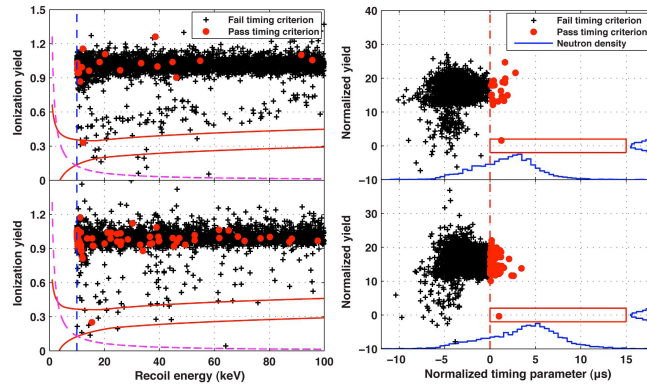 1.5
1.2
0.9
0.6
0.3
0
Ionization yield
1.2
0.9
0.6
0.3
0
Ionization yield
0 20 40 60 80 100
Recoil energy (keV)
Fail timing criterion
Pass timing criterion
Fail timing criterion
Pass timing criterion
Neutron density
40
30
20
10
0
−10
Normalized yield
30
20
10
0
−10
Normalized yield
−10 −5 0 5 10 15
Normalized timing parameter (μs)